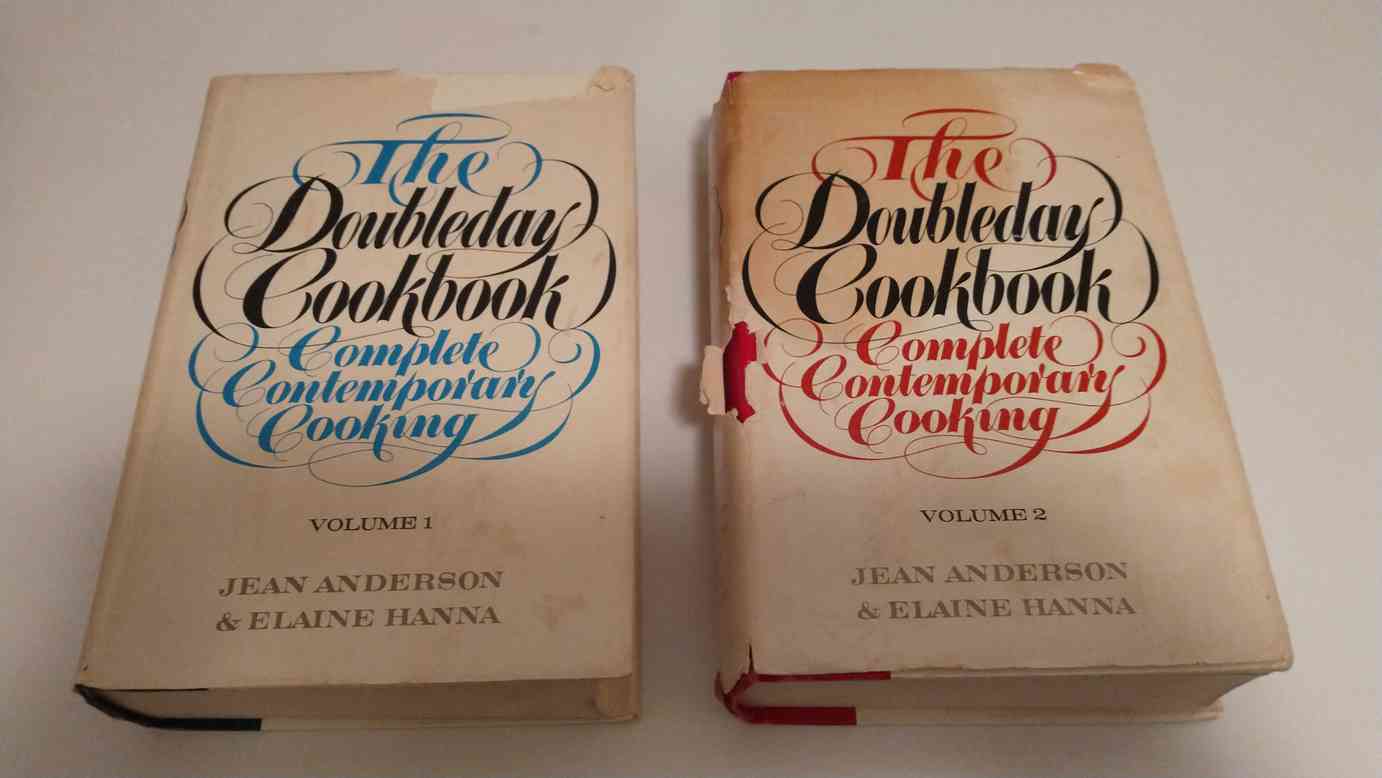 The
Doubleday
Cookbook
Complete
Contemporary
Cooking
VOLUME 1
JEAN ANDERSON
& ELAINE HANNA
The
Doubleday
Cookbook
Complete
Contemporary
Cooking
VOLUME 2
JEAN ANDERSON
& ELAINE HANNA